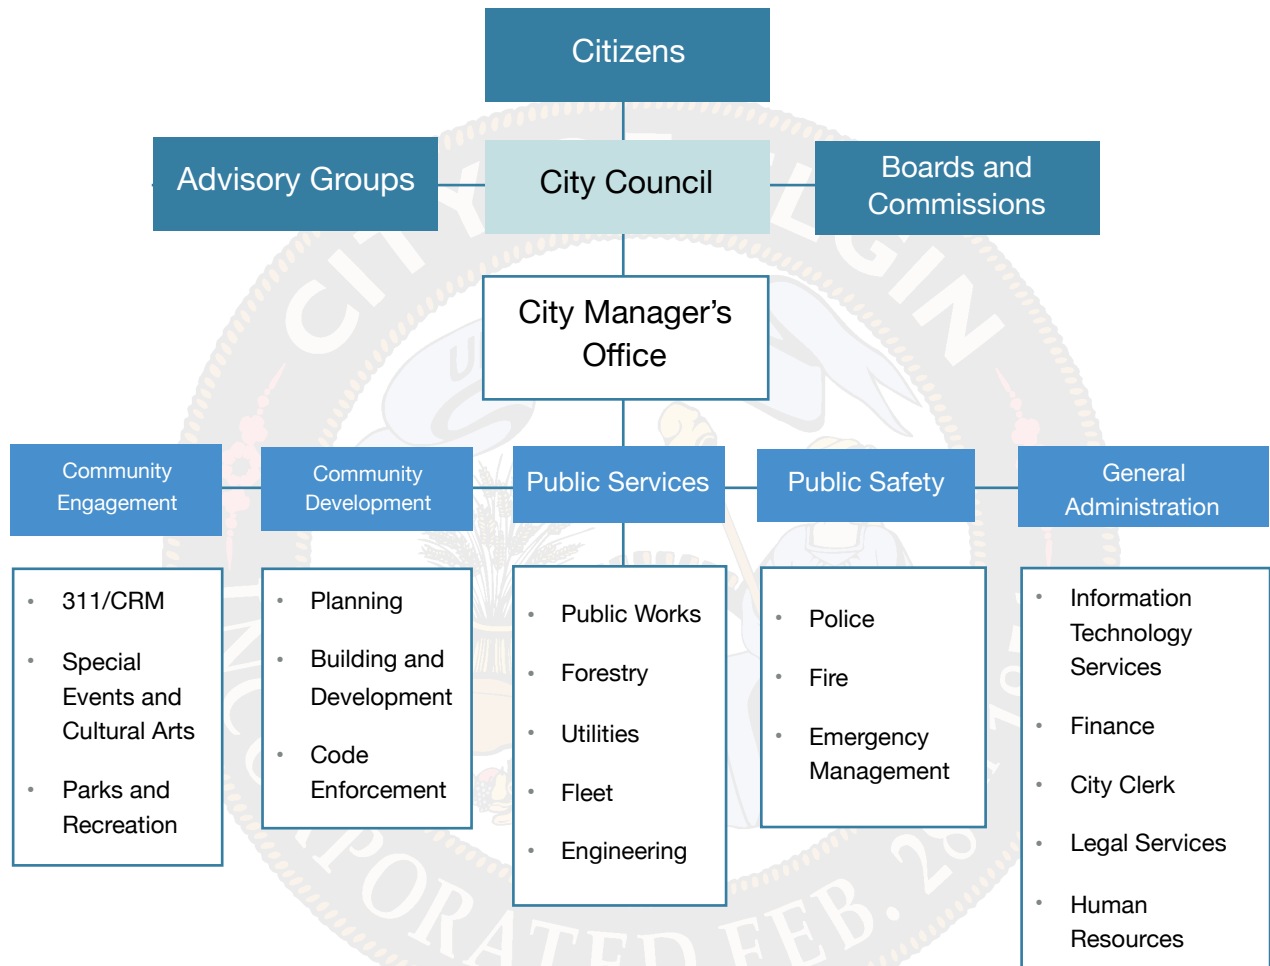 Citizens
Advisory Groups
City Council
Boards and
Commissions
City Manager’s
Office
Community
Engagement
Community
Development
Public Services
Public Safety
General
Administration
• 311/CRM
• Special
Events and
Cultural Arts
• Parks and
Recreation
• Planning
• Building and
Development
• Code
Enforcement
• Public Works
• Forestry
• Utilities
• Fleet
• Engineering
• Police
• Fire
• Emergency
Management
• Information
Technology
Services
• Finance
• City Clerk
• Legal Services
• Human
Resources